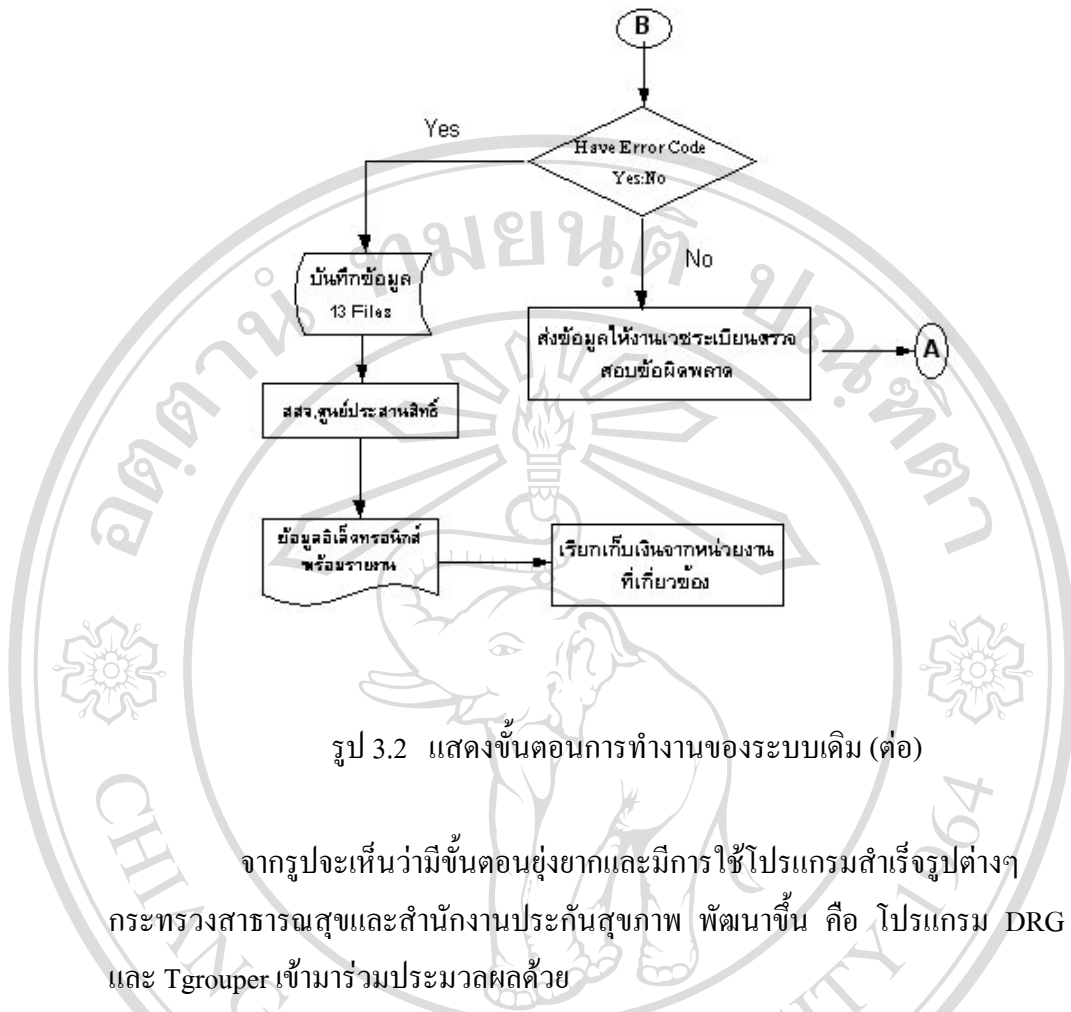 B
Yes
Have Error Code
Yes:No
No
บันทึกข้อมูล
13 Files
ส่งข้อมูลให้งานเวชระเบียนตรวจ
สอบข้อผิดพลาด
A
สสจ,ศูนย์ประสานสิทธิ์
ข้อมูลอิเล็คทรอนิกส์
พร้อมรายงาน
เรียกเก็บเงินจากหน่วยงาน
ที่เกี่ยวข้อง
รูป 3.2 แสดงขั้นตอนการทำงานของระบบเดิม (ต่อ)
จากรูปจะเห็นว่ามีขั้นตอนยุ่งยากและมีการใช้โปรแกรมสำเร็จรูปต่างๆ
กระทรวงสาธารณสุขและสำนักงานประกันสุขภาพ พัฒนาขึ้น คือ โปรแกรม DRG
และ Tgrouper เข้ามาร่วมประมวลผลด้วย